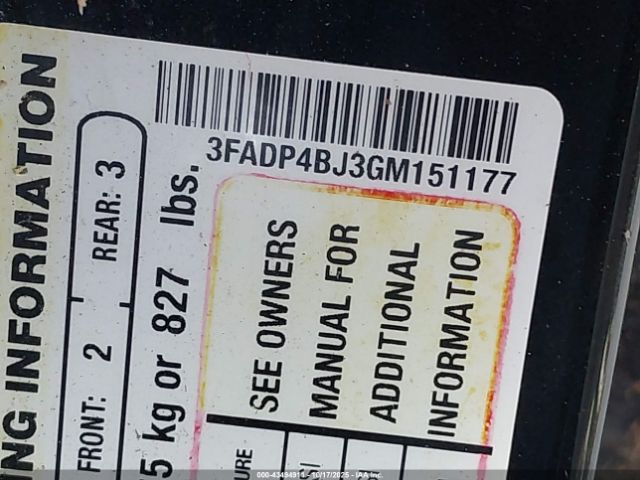 3FADP4BJ3GM151177
ING INFORMATION
FRONT: 2 REAR: 3
5 kg or 827 lbs.
SEE OWNERS
MANUAL FOR
ADDITIONAL
INFORMATION
000-43494911 - 10/17/2025 - IAA Inc.